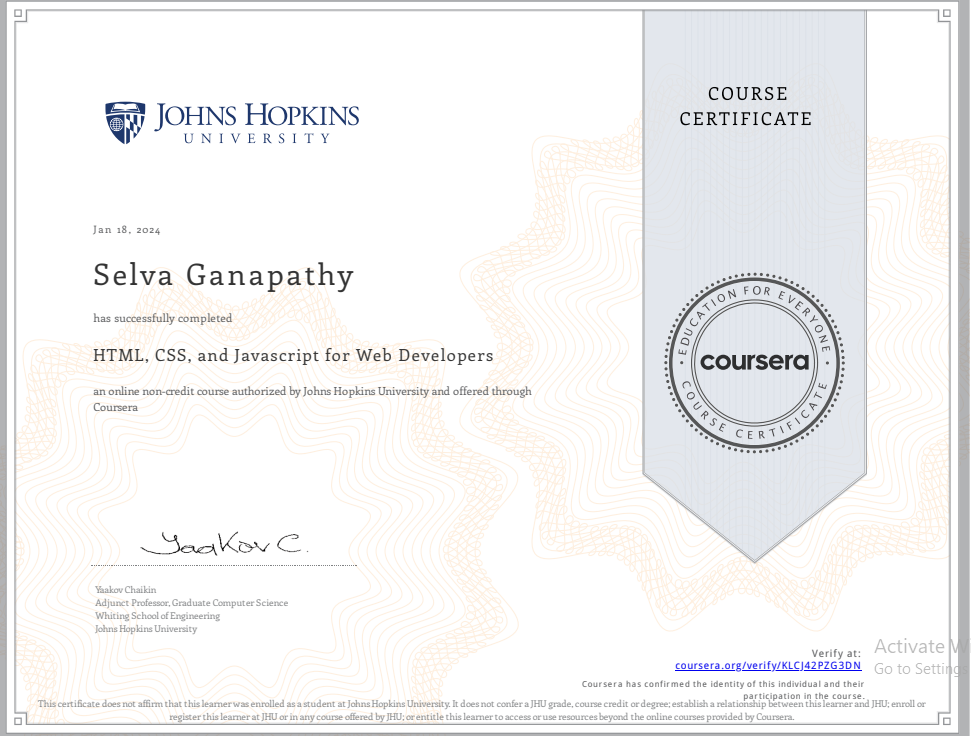 JOHNS HOPKINS
UNIVERSITY
COURSE
CERTIFICATE
Jan 18, 2024
Selva Ganapathy
has successfully completed
HTML, CSS, and Javascript for Web Developers
an online non-credit course authorized by Johns Hopkins University and offered through
Coursera
EDUCATION FOR EVERYONE
coursera
COURSE CERTIFICATE
Yaakov C.
Yaakov Chaikin
Adjunct Professor, Graduate Computer Science
Whiting School of Engineering
Johns Hopkins University
Verify at:
coursera.org/verify/KLCJ42PZG3DN
Coursera has confirmed the identity of this individual and their
participation in the course.
Activate W
Go to Settings
This certificate does not affirm that this learner was enrolled as a student at Johns Hopkins University. It does not confer a JHU grade, course credit or degree; establish a relationship between this learner and JHU; enroll or
register this learner at JHU or in any course offered by JHU; or entitle this learner to access or use resources beyond the online courses provided by Coursera.